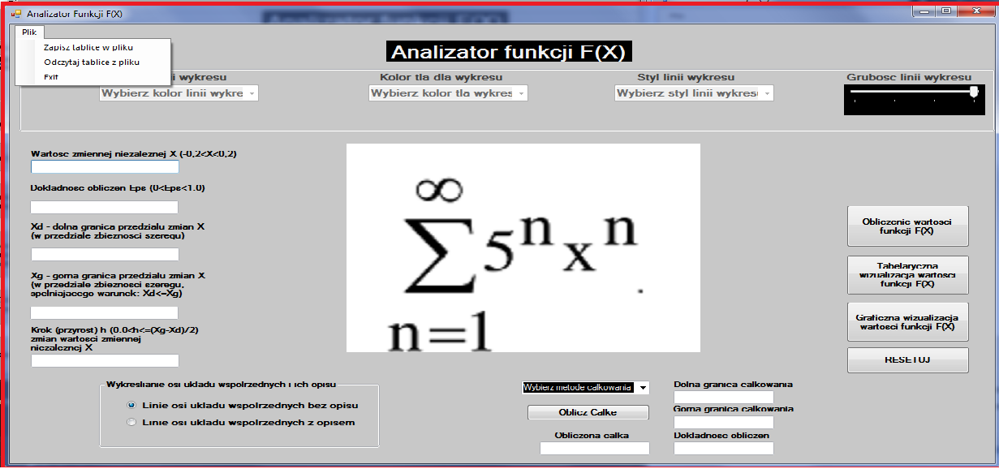 Analizator Funkcji F(X)
Plik
Zapisz tablice w pliku
Odczytaj tablice z pliku
Exit
Analizator funkcji F(X)
ii wykresu
Kolor tla dla wykresu
Styl linii wykresu
Grubosc linii wykresu
Wybierz kolor linii wykre
Wybierz kolor tla wykres
Wybierz styl linii wykresu
Wartosc zmiennej niezaleznej X (-0,2<X<0,2)
Dokladnosc obliczen Eps (0<Eps<1.0)
Xd - dolna granica przedzialu zmian X
(w przedziale zbieznosci szeregu)
Xg - gorna granica przedzialu zmian X
(w przedziale zbieznosci szeregu,
spelniajacego warunek: Xd<=Xg)
Krok (przyrost) h (0.0<h<=(Xg-Xd)/2)
zmian wartosci zmiennej
niezaleznej X
∞
∑ 5ⁿxⁿ.
n=1
Obliczenie wartosci
funkcji F(X)
Tabelaryczna
wizualizacja wartosci
funkcji F(X)
Graficzna wizualizacja
wartosci funkcji F(X)
RESETUJ
Wykreslanie osi ukladu wspolrzednych i ich opisu
Linie osi ukladu wspolrzednych bez opisu
Linie osi ukladu wspolrzednych z opisem
Wybierz metode calkowania
Oblicz Calke
Obliczona calka
Dolna granica calkowania
Gorna granica calkowania
Dokladnosc obliczen